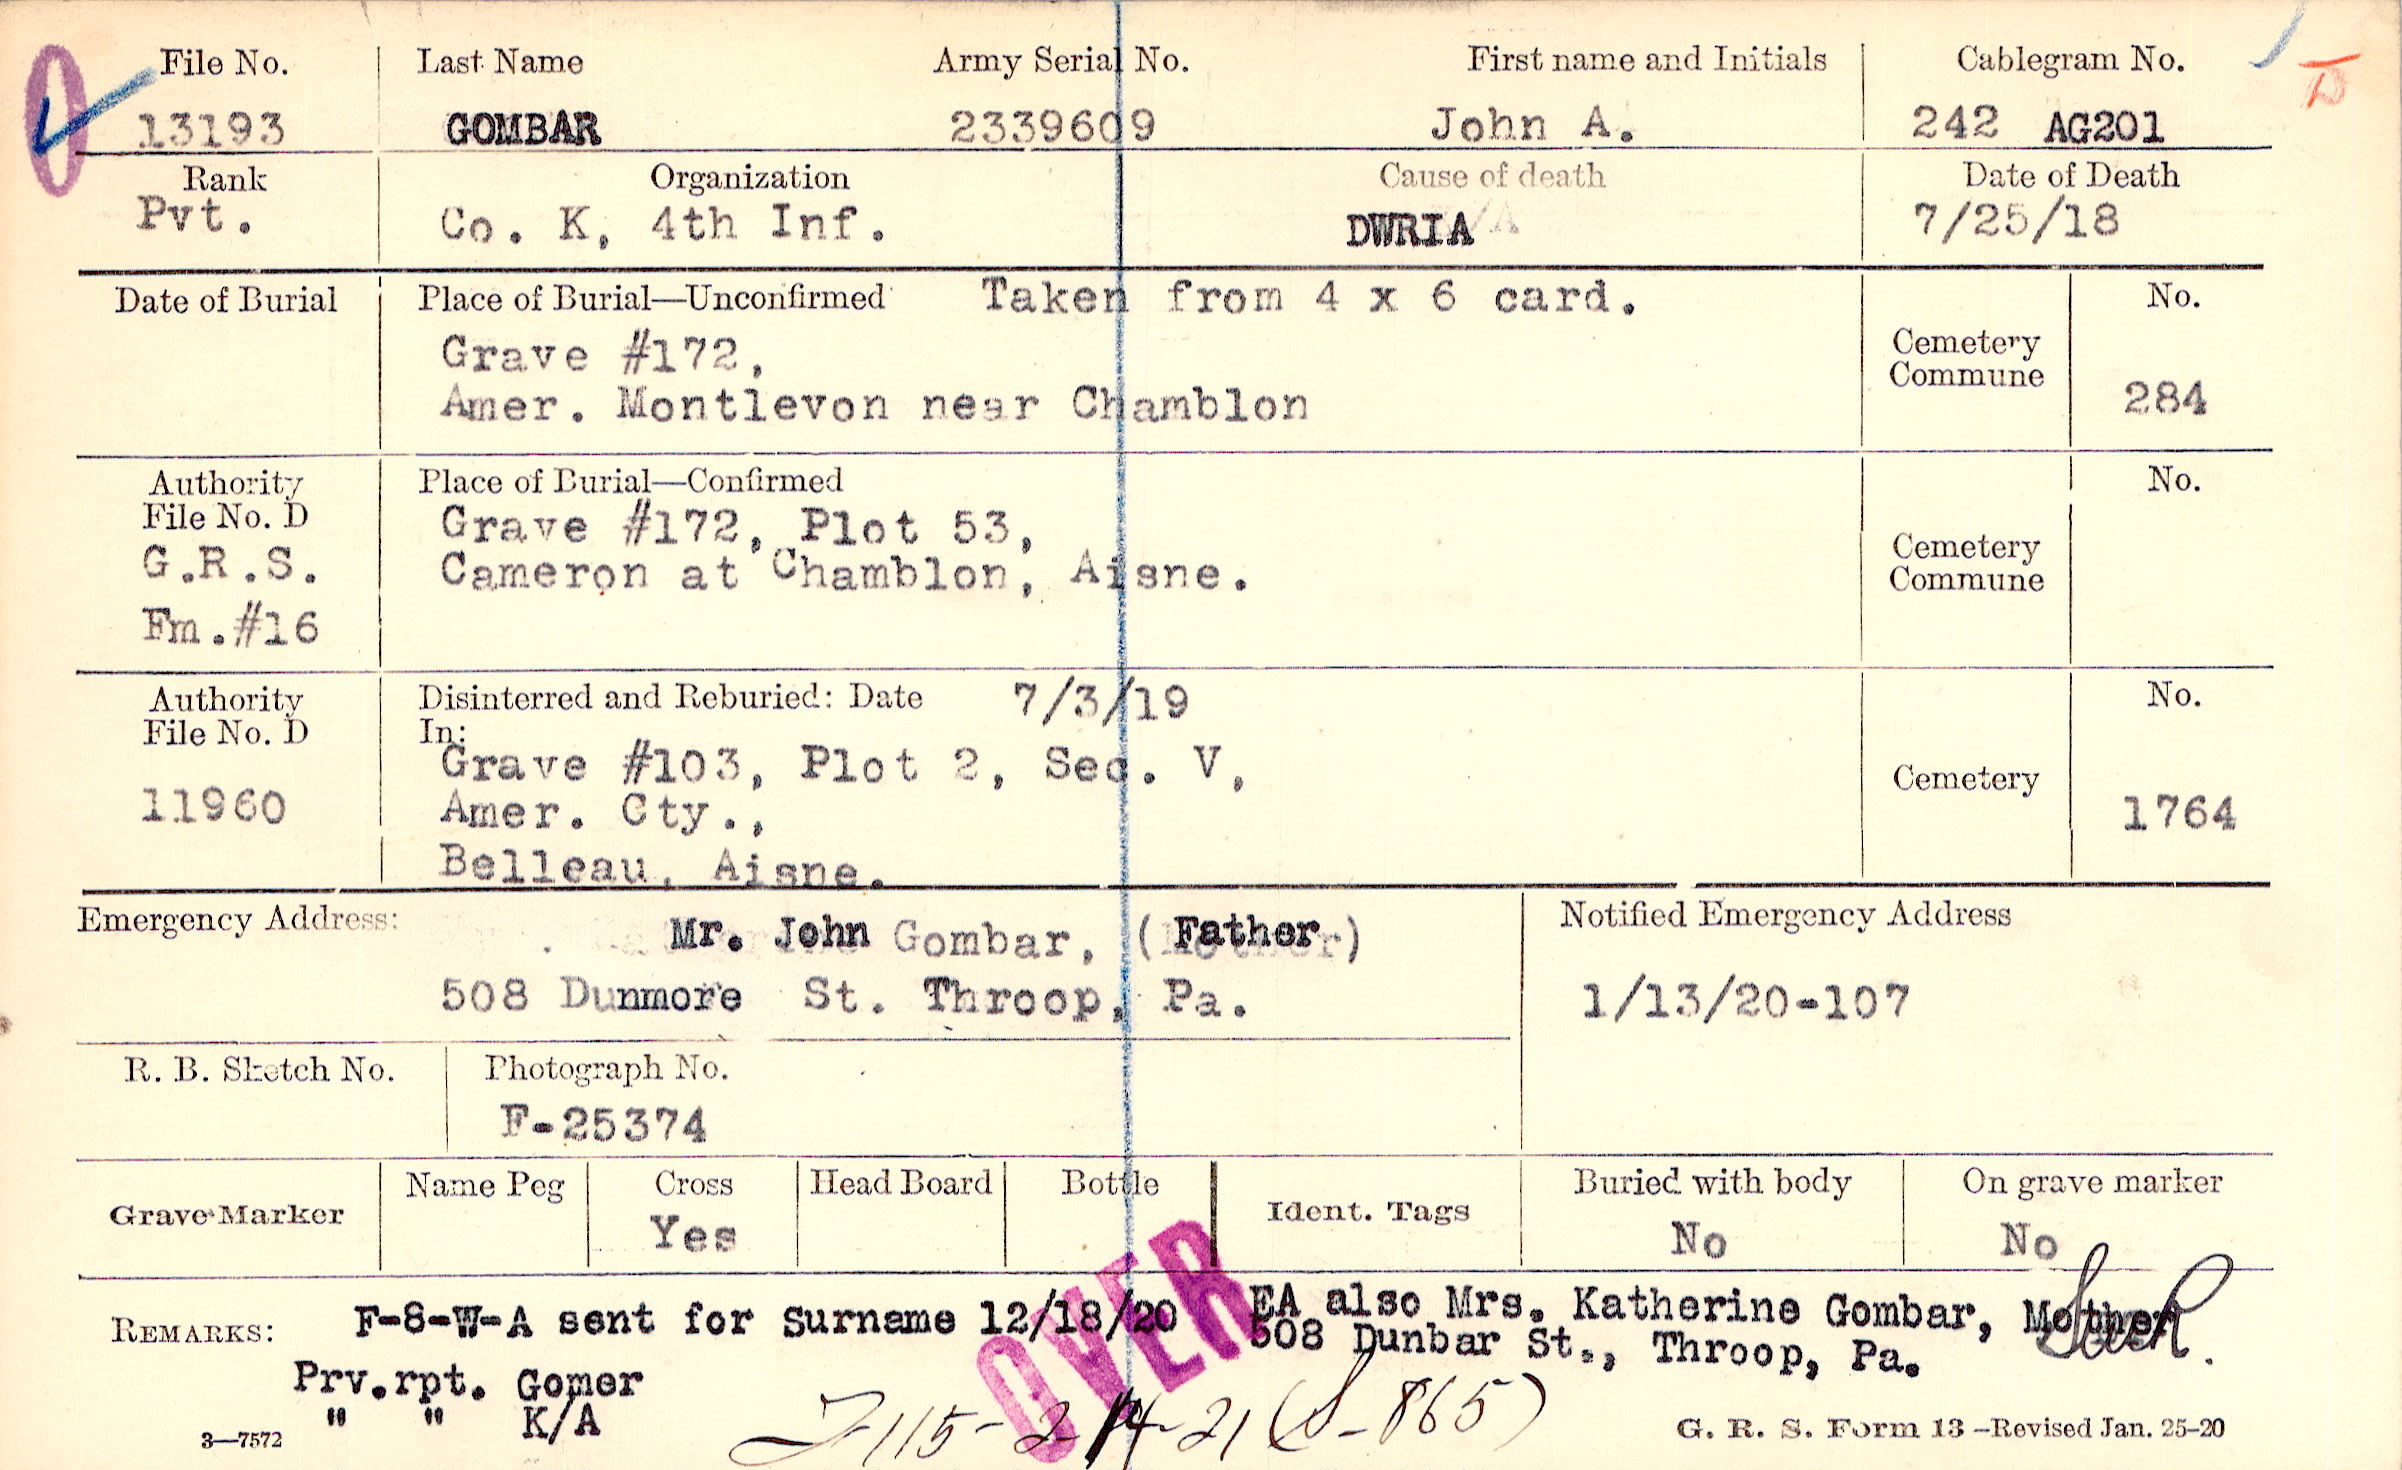 File No. Last Name Army Serial No. First name and Initials Cablegram No.
13193 GOMBAR 2339609 John A. 242 AG201
Rank Organization Cause of death Date of Death
Pvt. Co. K, 4th Inf. DWRIA 7/25/18
Date of Burial Place of Burial—Unconfirmed Taken from 4 x 6 card. No.
Grave #172,
Amer. Montlevon near Chamblon
Cemetery
Commune
284
Authority Place of Burial—Confirmed No.
File No. D
G.R.S.
Fm.#16
Grave #172, Plot 53,
Cameron at Chamblon, Aisne.
Cemetery
Commune
Authority Disinterred and Reburied: Date 7/3/19 No.
File No. D In:
11960
Grave #103, Plot 2, Sec. V,
Amer. Cty.,
Belleau, Aisne.
Cemetery
1764
Emergency Address: Mr. John Gombar, (Father)
508 Dunmore St. Throop, Pa.
Notified Emergency Address
1/13/20-107
R. B. Sketch No. Photograph No.
F-25374
Grave Marker Name Peg Cross Head Board Bottle Ident. Tags Buried with body On grave marker
Yes No No
OVER
REMARKS: F-8-W-A sent for Surname 12/18/20 EA also Mrs. Katherine Gombar, Mother
508 Dunbar St., Throop, Pa.
Prv.rpt. Gomer
" " K/A
115-2-14-21 (S-865)
3—7572
G. R. S. Form 13 -Revised Jan. 25-20